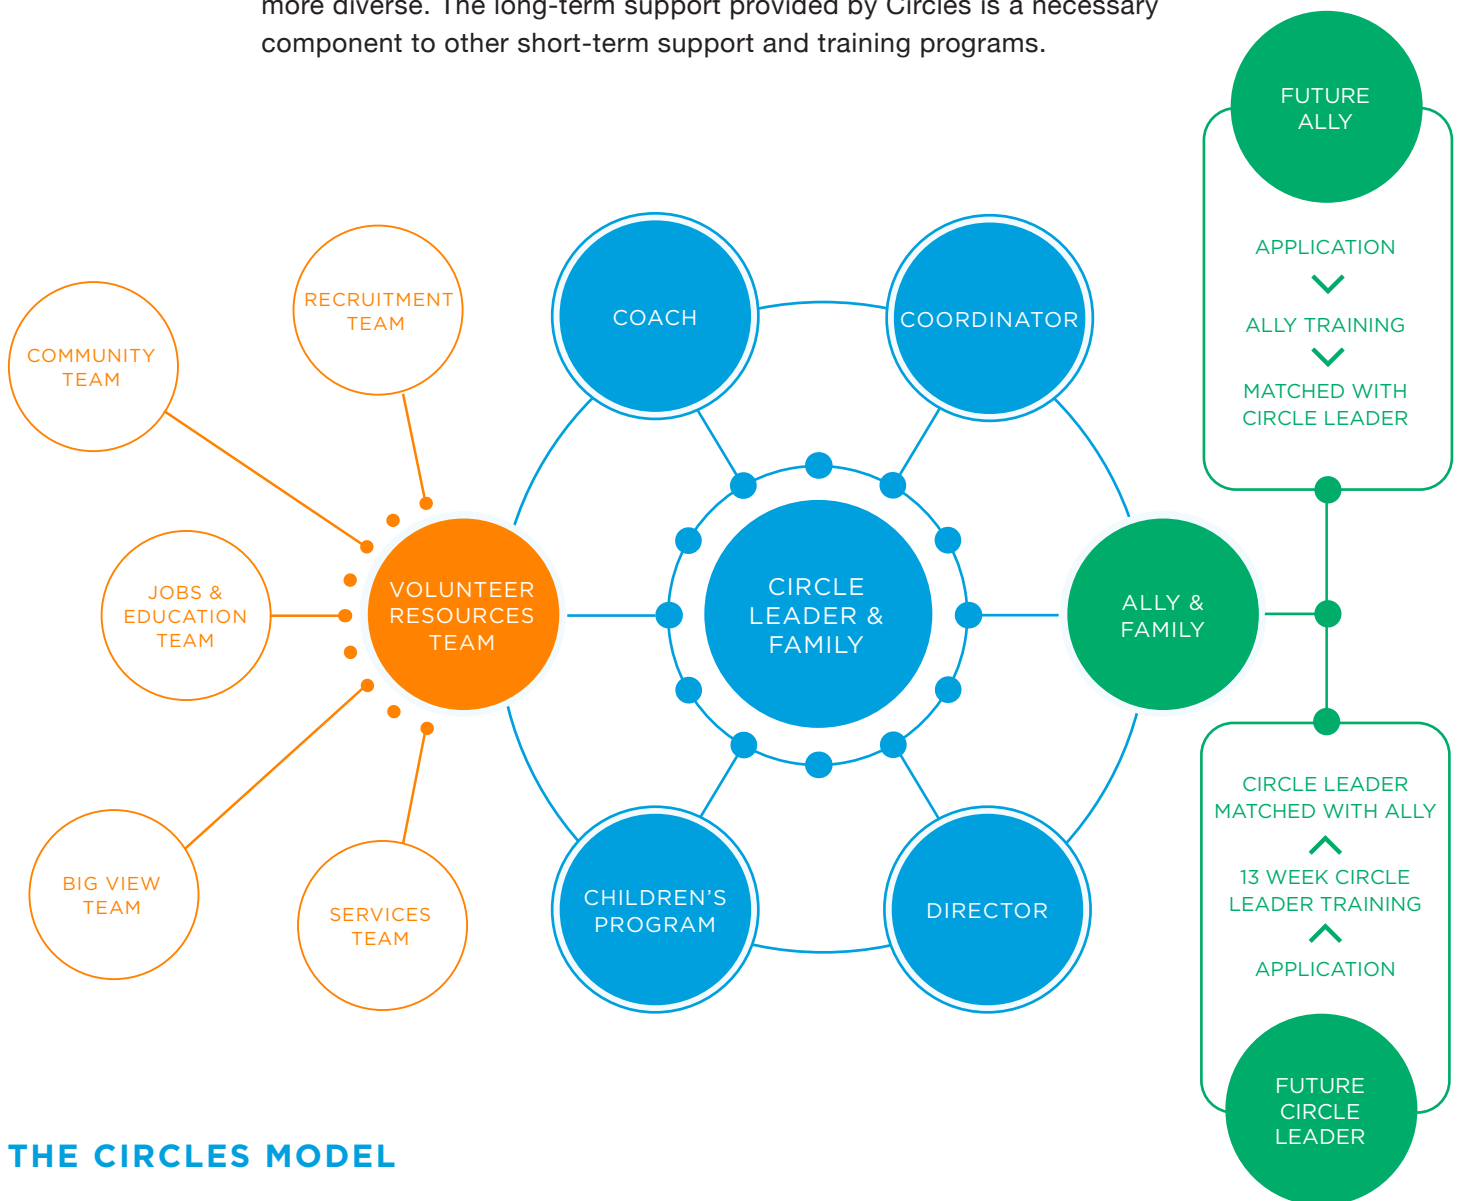 more diverse. The long-term support provided by Circles is a necessary
component to other short-term support and training programs.
FUTURE
ALLY
APPLICATION
ALLY TRAINING
MATCHED WITH
CIRCLE LEADER
RECRUITMENT
TEAM
COMMUNITY
TEAM
JOBS &
EDUCATION
TEAM
BIG VIEW
TEAM
SERVICES
TEAM
VOLUNTEER
RESOURCES
TEAM
COACH
COORDINATOR
CIRCLE
LEADER &
FAMILY
ALLY &
FAMILY
CHILDREN'S
PROGRAM
DIRECTOR
CIRCLE LEADER
MATCHED WITH ALLY
13 WEEK CIRCLE
LEADER TRAINING
APPLICATION
FUTURE
CIRCLE
LEADER
THE CIRCLES MODEL